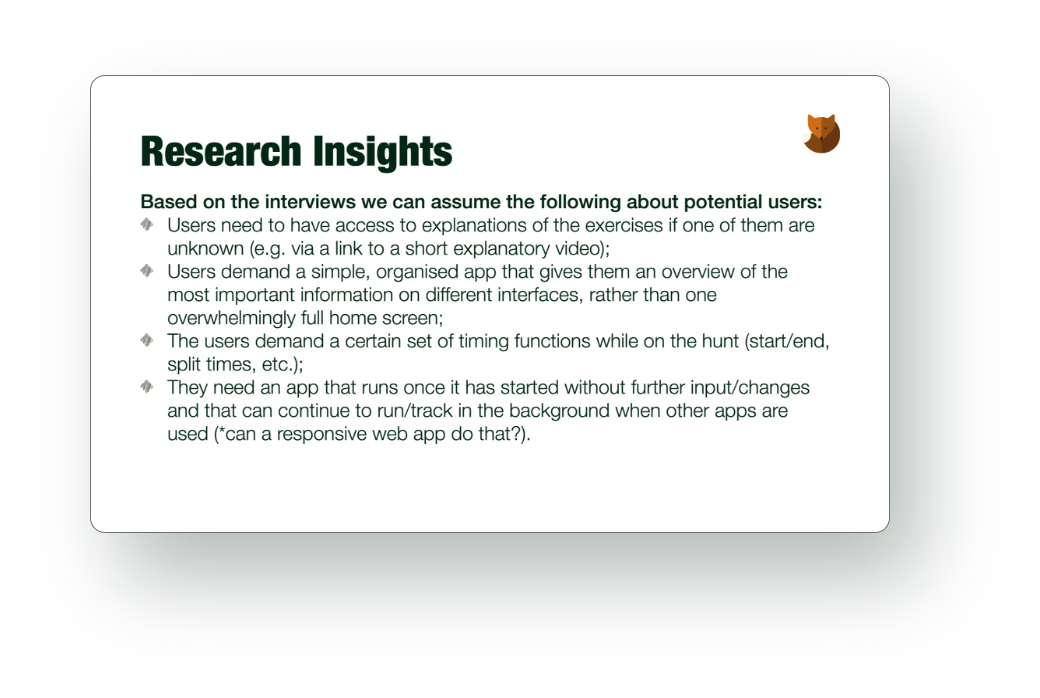 Research Insights
Based on the interviews we can assume the following about potential users:
Users need to have access to explanations of the exercises if one of them are
unknown (e.g. via a link to a short explanatory video);
Users demand a simple, organised app that gives them an overview of the
most important information on different interfaces, rather than one
overwhelmingly full home screen;
The users demand a certain set of timing functions while on the hunt (start/end,
split times, etc.);
They need an app that runs once it has started without further input/changes
and that can continue to run/track in the background when other apps are
used (*can a responsive web app do that?).